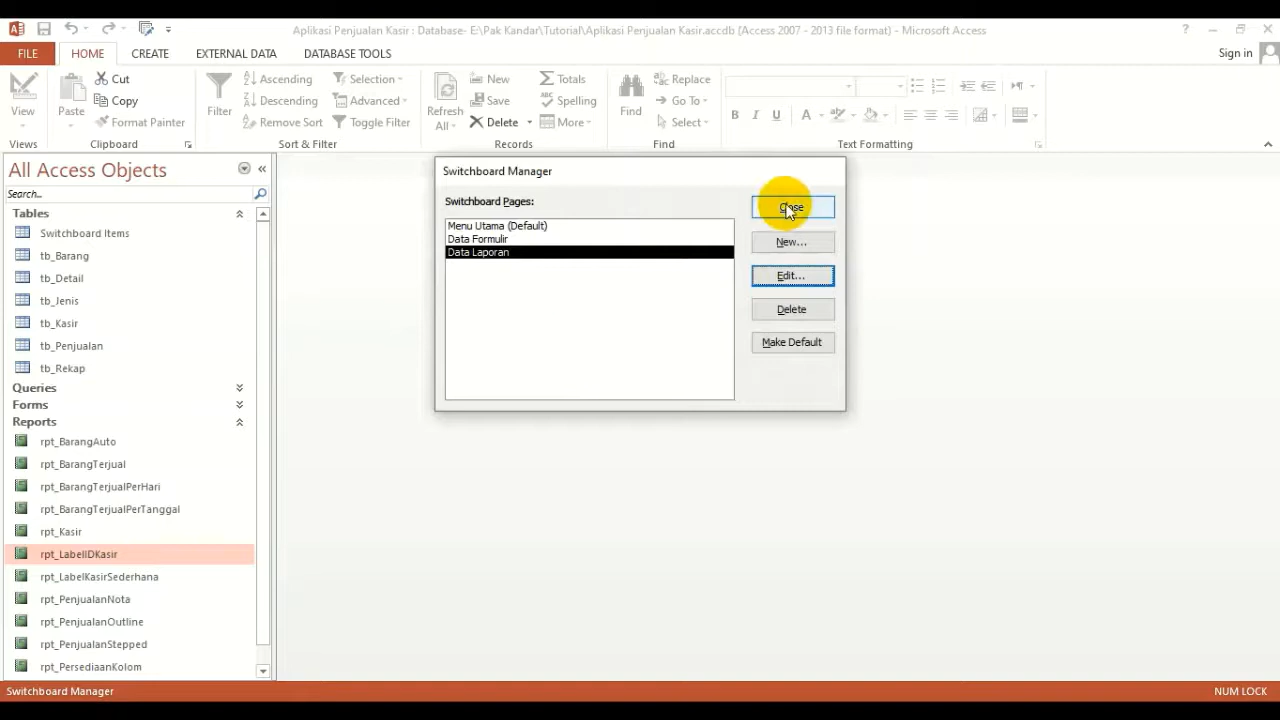 Aplikasi Penjualan Kasir : Database- E:\Pak Kandar\Tutorial\Aplikasi Penjualan Kasir.accdb (Access 2007 - 2013 file format) - Microsoft Access
FILE HOME CREATE EXTERNAL DATA DATABASE TOOLS Sign in
View
Views
Paste
Cut
Copy
Format Painter
Clipboard
Filter
Ascending
Descending
Remove Sort
Selection
Advanced
Toggle Filter
Sort & Filter
Refresh
All
New
Save
Delete
Totals
Spelling
More
Records
Find
Replace
Go To
Select
Find
B I U A
Text Formatting
All Access Objects
Search...
Tables
Switchboard Items
tb_Barang
tb_Detail
tb_Jenis
tb_Kasir
tb_Penjualan
tb_Rekap
Queries
Forms
Reports
rpt_BarangAuto
rpt_BarangTerjual
rpt_BarangTerjualPerHari
rpt_BarangTerjualPerTanggal
rpt_Kasir
rpt_LabelIDKasir
rpt_LabelKasirSederhana
rpt_PenjualanNota
rpt_PenjualanOutline
rpt_PenjualanStepped
rpt_PersediaanKolom
Switchboard Manager
Switchboard Pages:
Menu Utama (Default)
Data Formulir
Data Laporan
Close
New...
Edit...
Delete
Make Default
Switchboard Manager
NUM LOCK